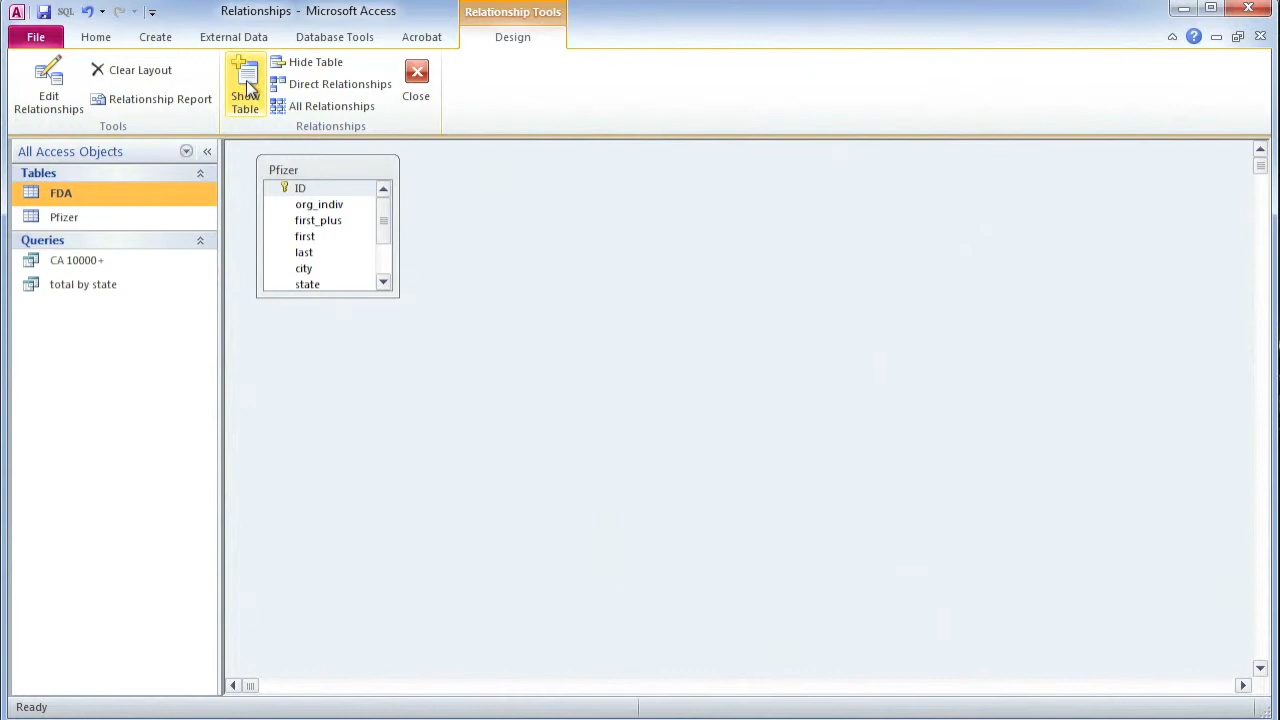 SQL
Relationships - Microsoft Access
Relationship Tools
File
Home
Create
External Data
Database Tools
Acrobat
Design
Edit
Relationships
Clear Layout
Relationship Report
Tools
Show
Table
Hide Table
Direct Relationships
All Relationships
Close
Relationships
All Access Objects
Tables
FDA
Pfizer
Queries
CA 10000+
total by state
Pfizer
ID
org_indiv
first_plus
first
last
city
state
Ready